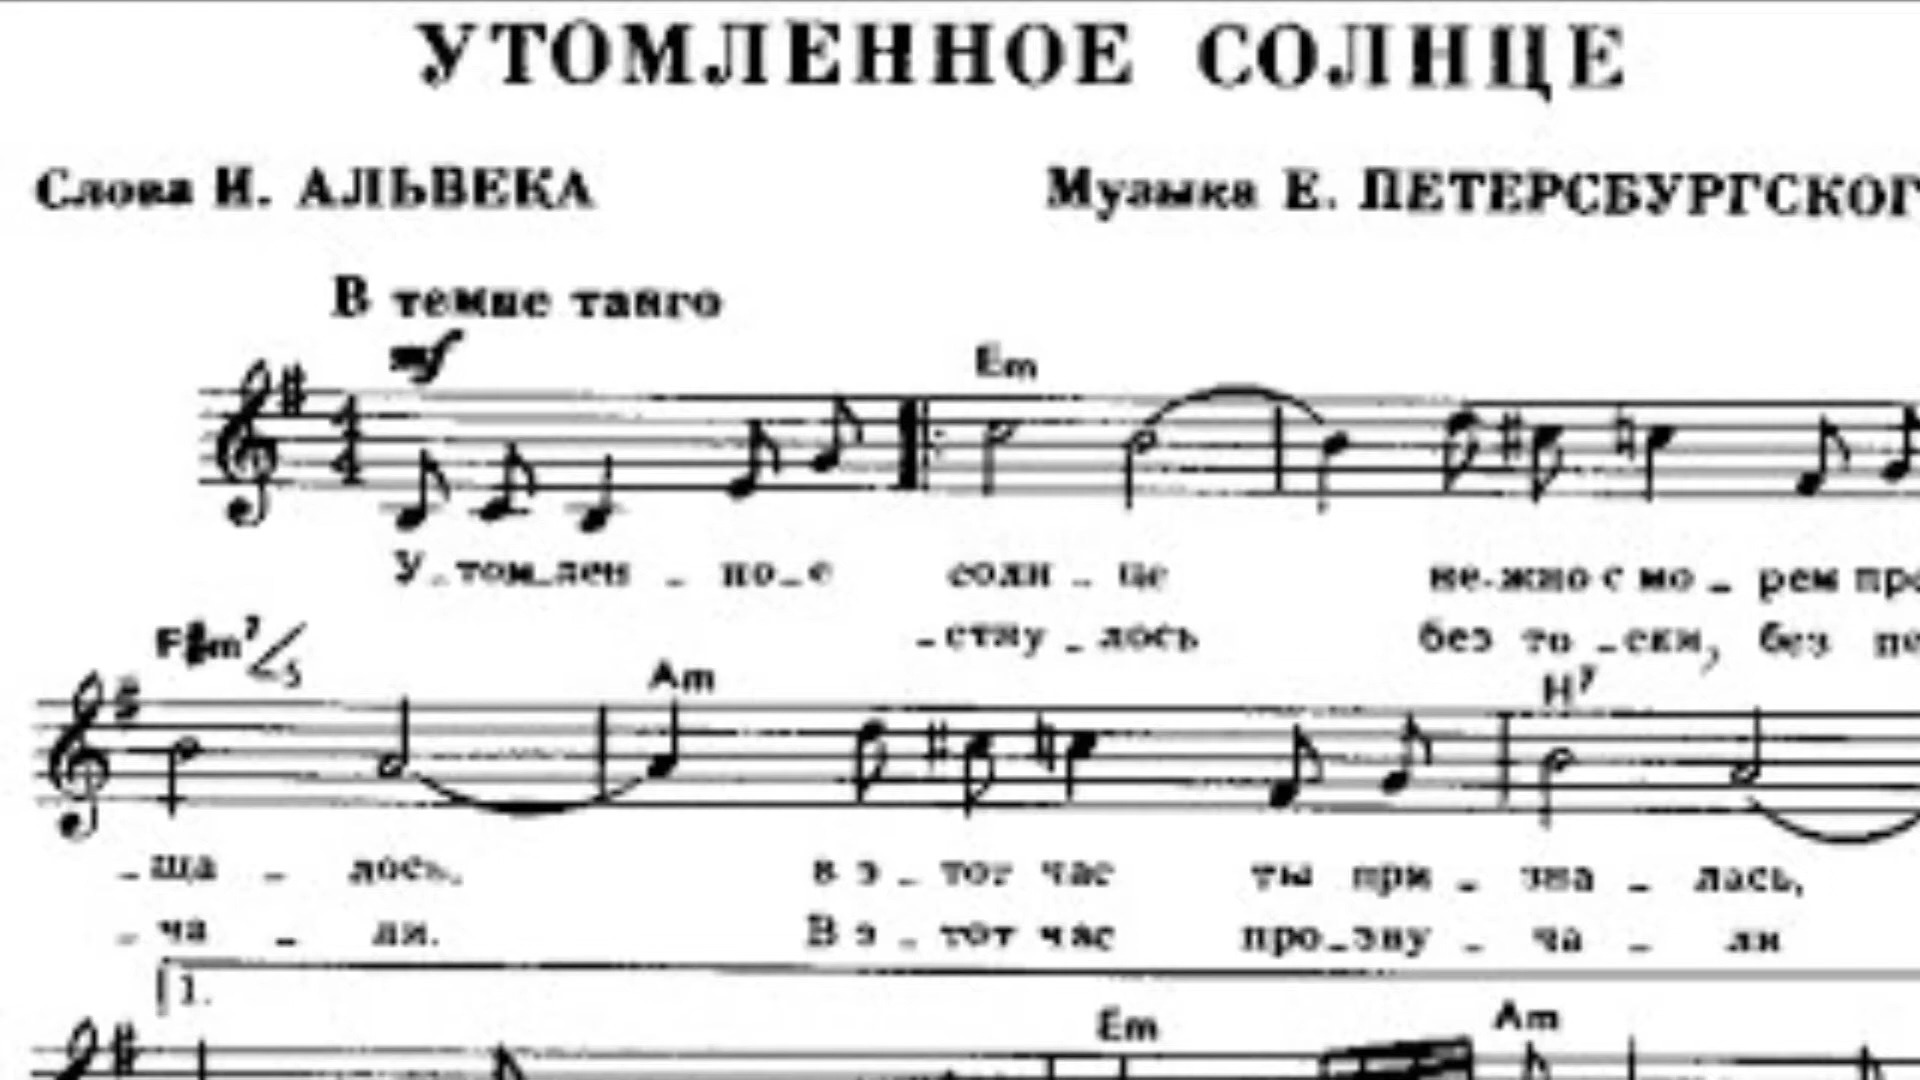 УТОМЛЕННОЕ СОЛНЦЕ
Слова И. АЛЬВЕКА Музыка Е. ПЕТЕРСБУРГСКОГ
В темпе танго
mf
Em
У-том-лен - но-е солн - це не-жно с мо - рем про
-стну - лось без то -ски, без пе
F#m7/5 Am H7
-ща - лось, в э - тот час ты при - зна - лась,
- ча - ли. В э - тот час про-зву - ча - ли
1.
Em Am